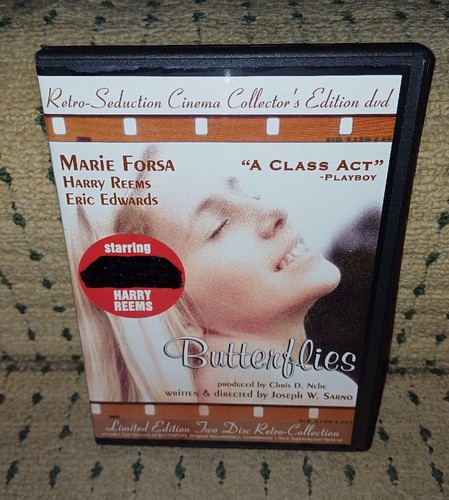 Retro-Seduction Cinema Collector's Edition dvd
Marie Forsa
Harry Reems
Eric Edwards
"A Class Act"
-Playboy
starring
HARRY
REEMS
Butterflies
produced by Chris D. Nebe
written & directed by Joseph W. Sarno
Limited Edition Two Disc Retro-Collection